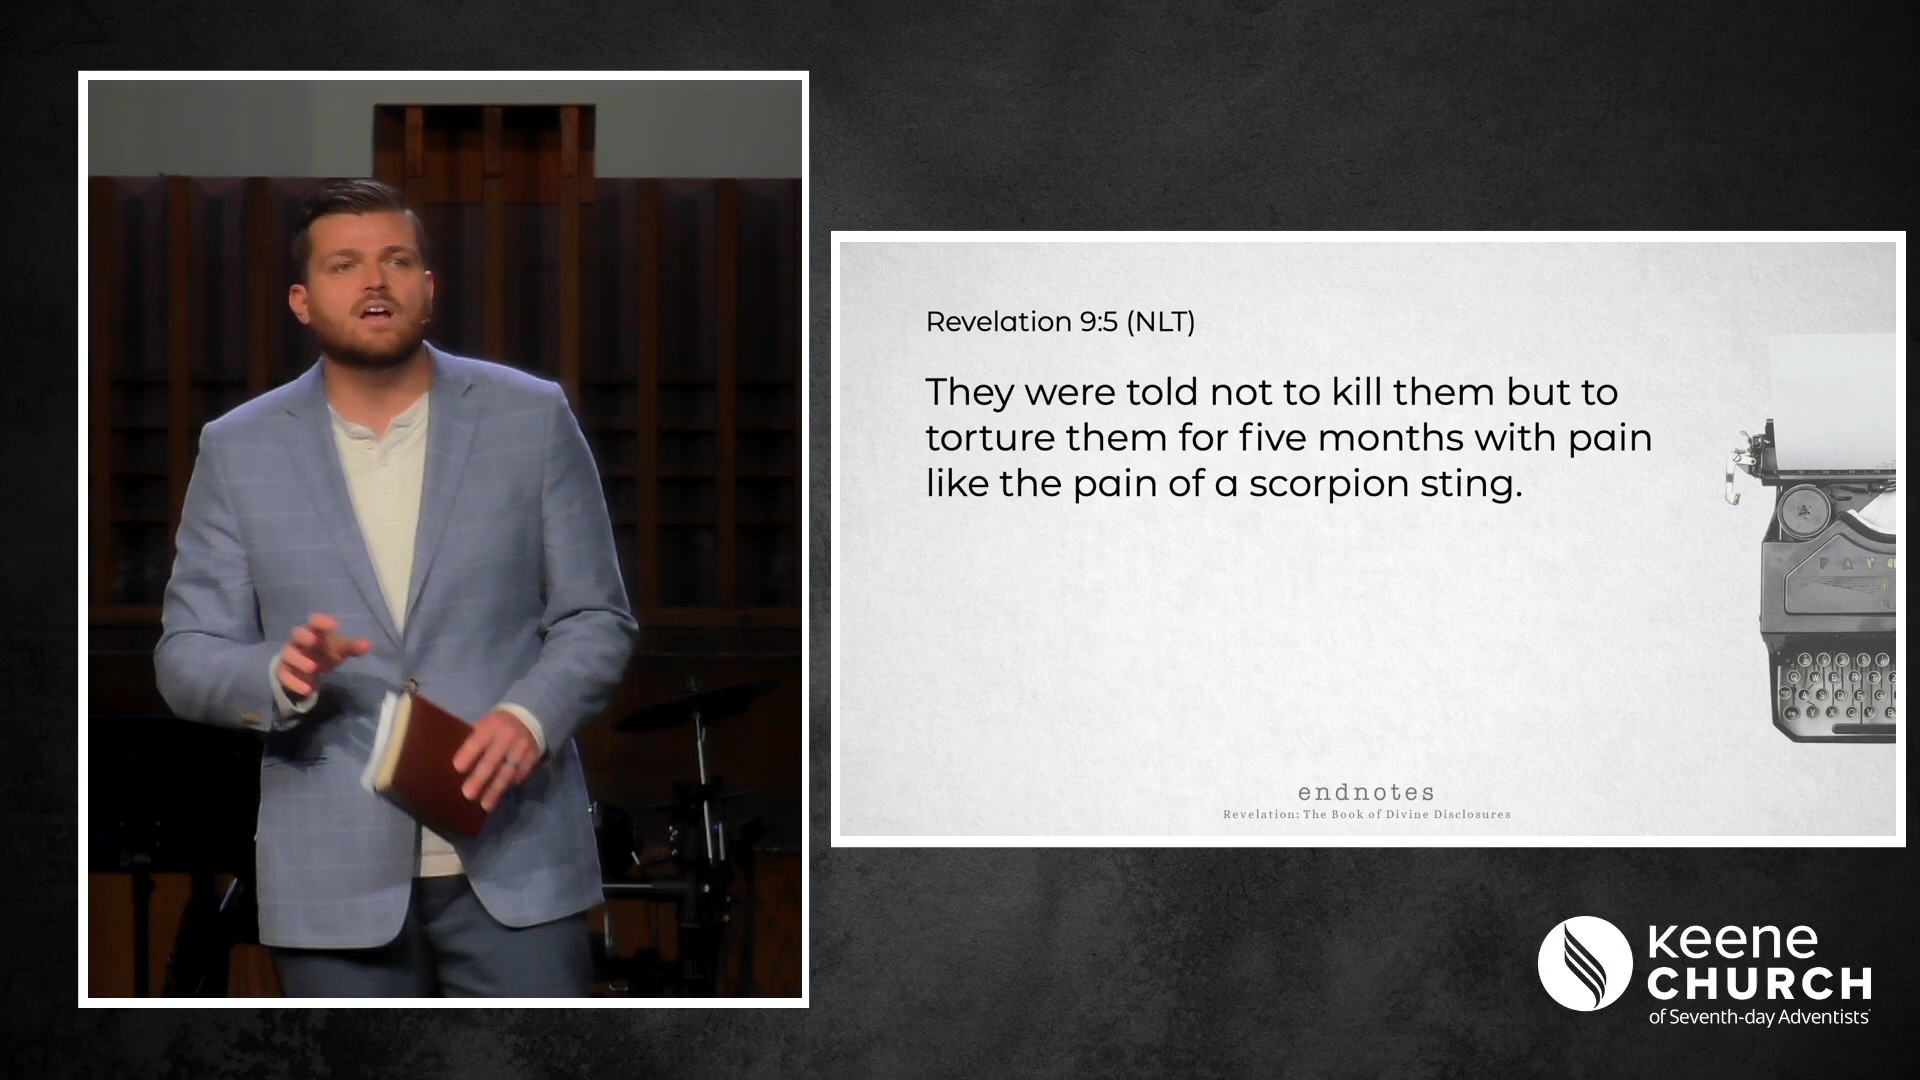 Revelation 9:5 (NLT)
They were told not to kill them but to
torture them for five months with pain
like the pain of a scorpion sting.
endnotes
Revelation: The Book of Divine Disclosures
Keene
CHURCH
of Seventh-day Adventists